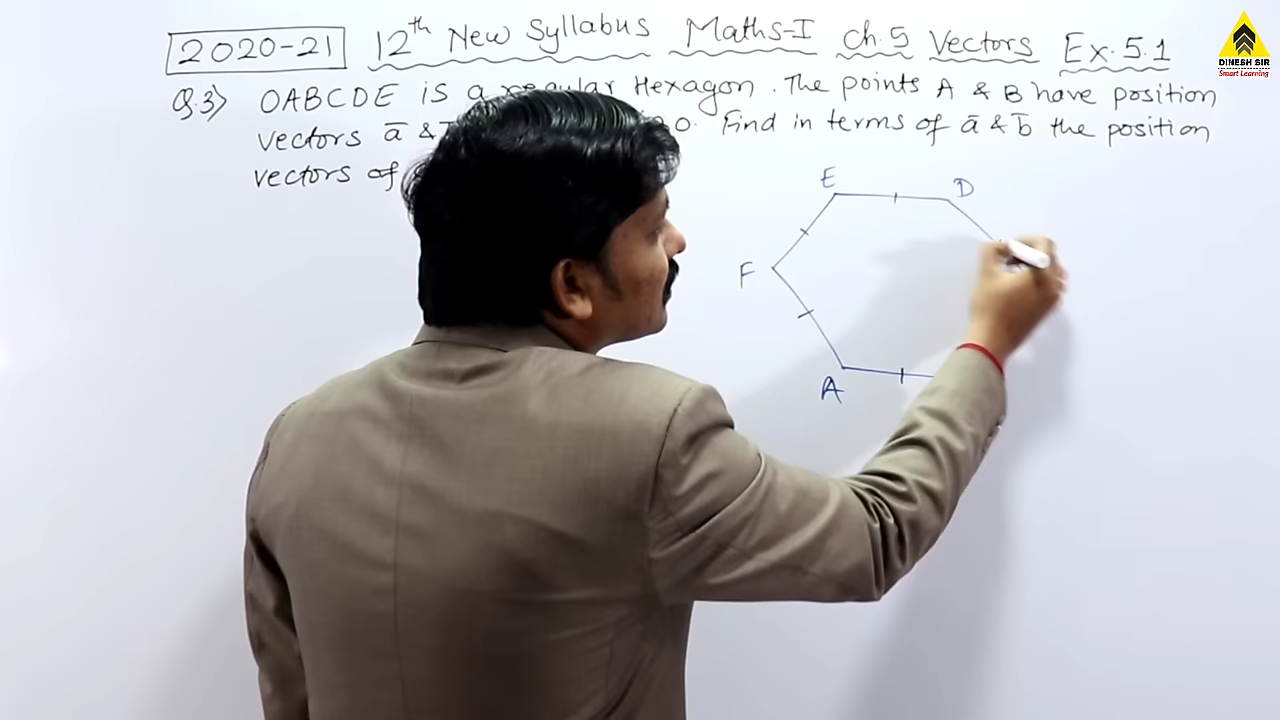 2020-21 12th New Syllabus Maths-I Ch.5 Vectors Ex.5.1
Q.3) OABCDE is a regular Hexagon. The points A & B have position
vectors ā & Find in terms of ā & b̄ the position
vectors of
E D
F
A
DINESH SIR
Smart Learning